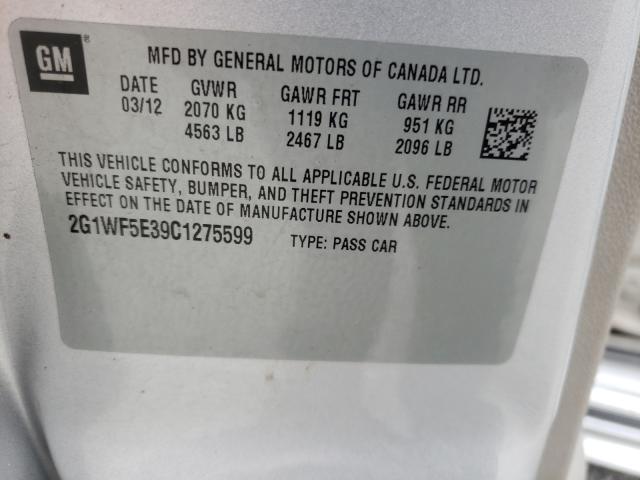 GM®
MFD BY GENERAL MOTORS OF CANADA LTD.
DATE GVWR GAWR FRT GAWR RR
03/12 2070 KG 1119 KG 951 KG
4563 LB 2467 LB 2096 LB
THIS VEHICLE CONFORMS TO ALL APPLICABLE U.S. FEDERAL MOTOR
VEHICLE SAFETY, BUMPER, AND THEFT PREVENTION STANDARDS IN
EFFECT ON THE DATE OF MANUFACTURE SHOWN ABOVE.
2G1WF5E39C1275599 TYPE: PASS CAR